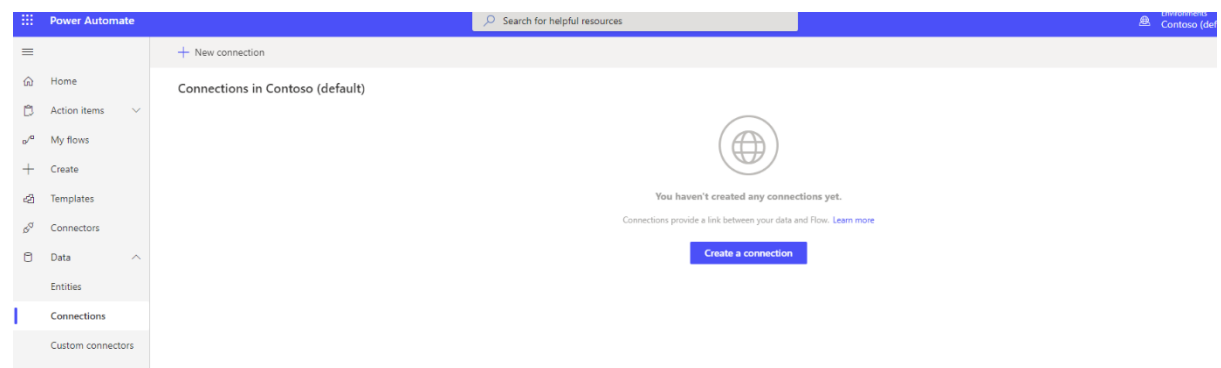 Power Automate
Search for helpful resources
Environments
Contoso (def
New connection
Home
Connections in Contoso (default)
Action items
My flows
Create
Templates
You haven't created any connections yet.
Connections provide a link between your data and Flow. Learn more
Connectors
Data
Create a connection
Entities
Connections
Custom connectors